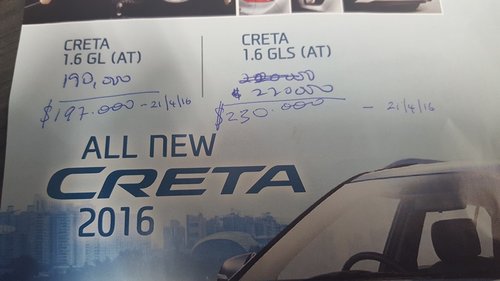 CRETA
1.6 GL (AT)
190,000
$197.000 - 21/4/16
CRETA
1.6 GLS (AT)
$ 220000
$230.000 - 21/4/16
ALL NEW
CRETA
2016